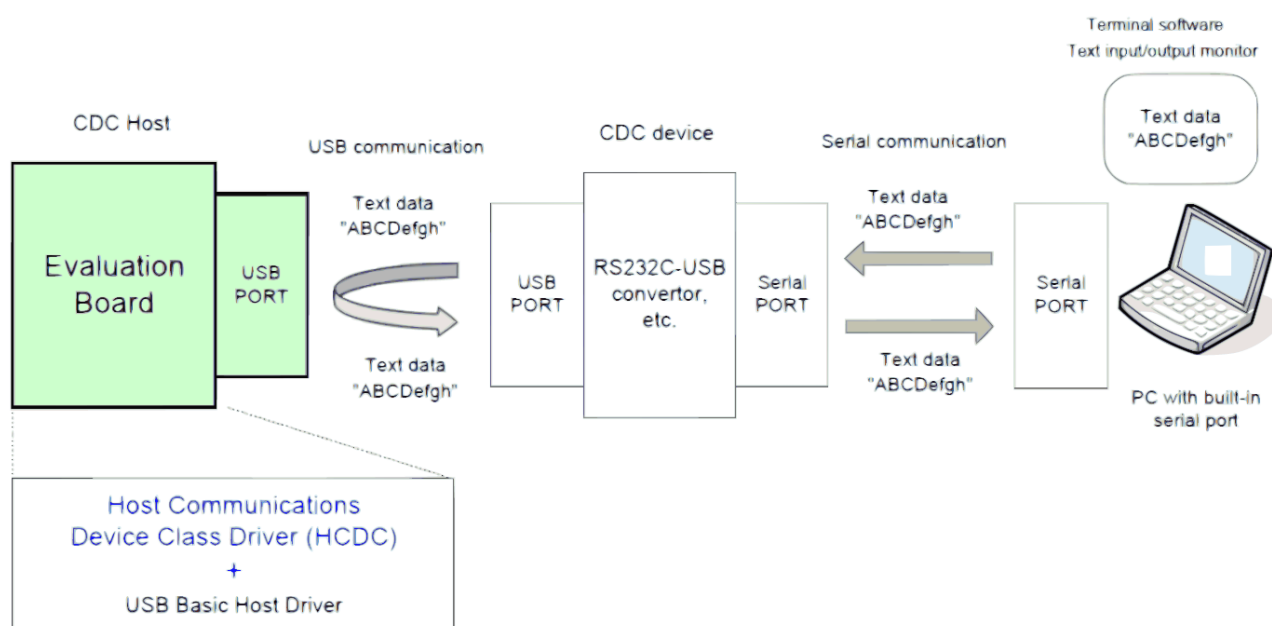 Terminal software
Text input/output monitor
Text data
"ABCDefgh"
CDC Host
USB communication
CDC device
Serial communication
Evaluation
Board
USB
PORT
Text data
"ABCDefgh"
Text data
"ABCDefgh"
USB
PORT
RS232C-USB
convertor,
etc.
Serial
PORT
Text data
"ABCDefgh"
Text data
"ABCDefgh"
Serial
PORT
PC with built-in
serial port
Host Communications
Device Class Driver (HCDC)
+
USB Basic Host Driver